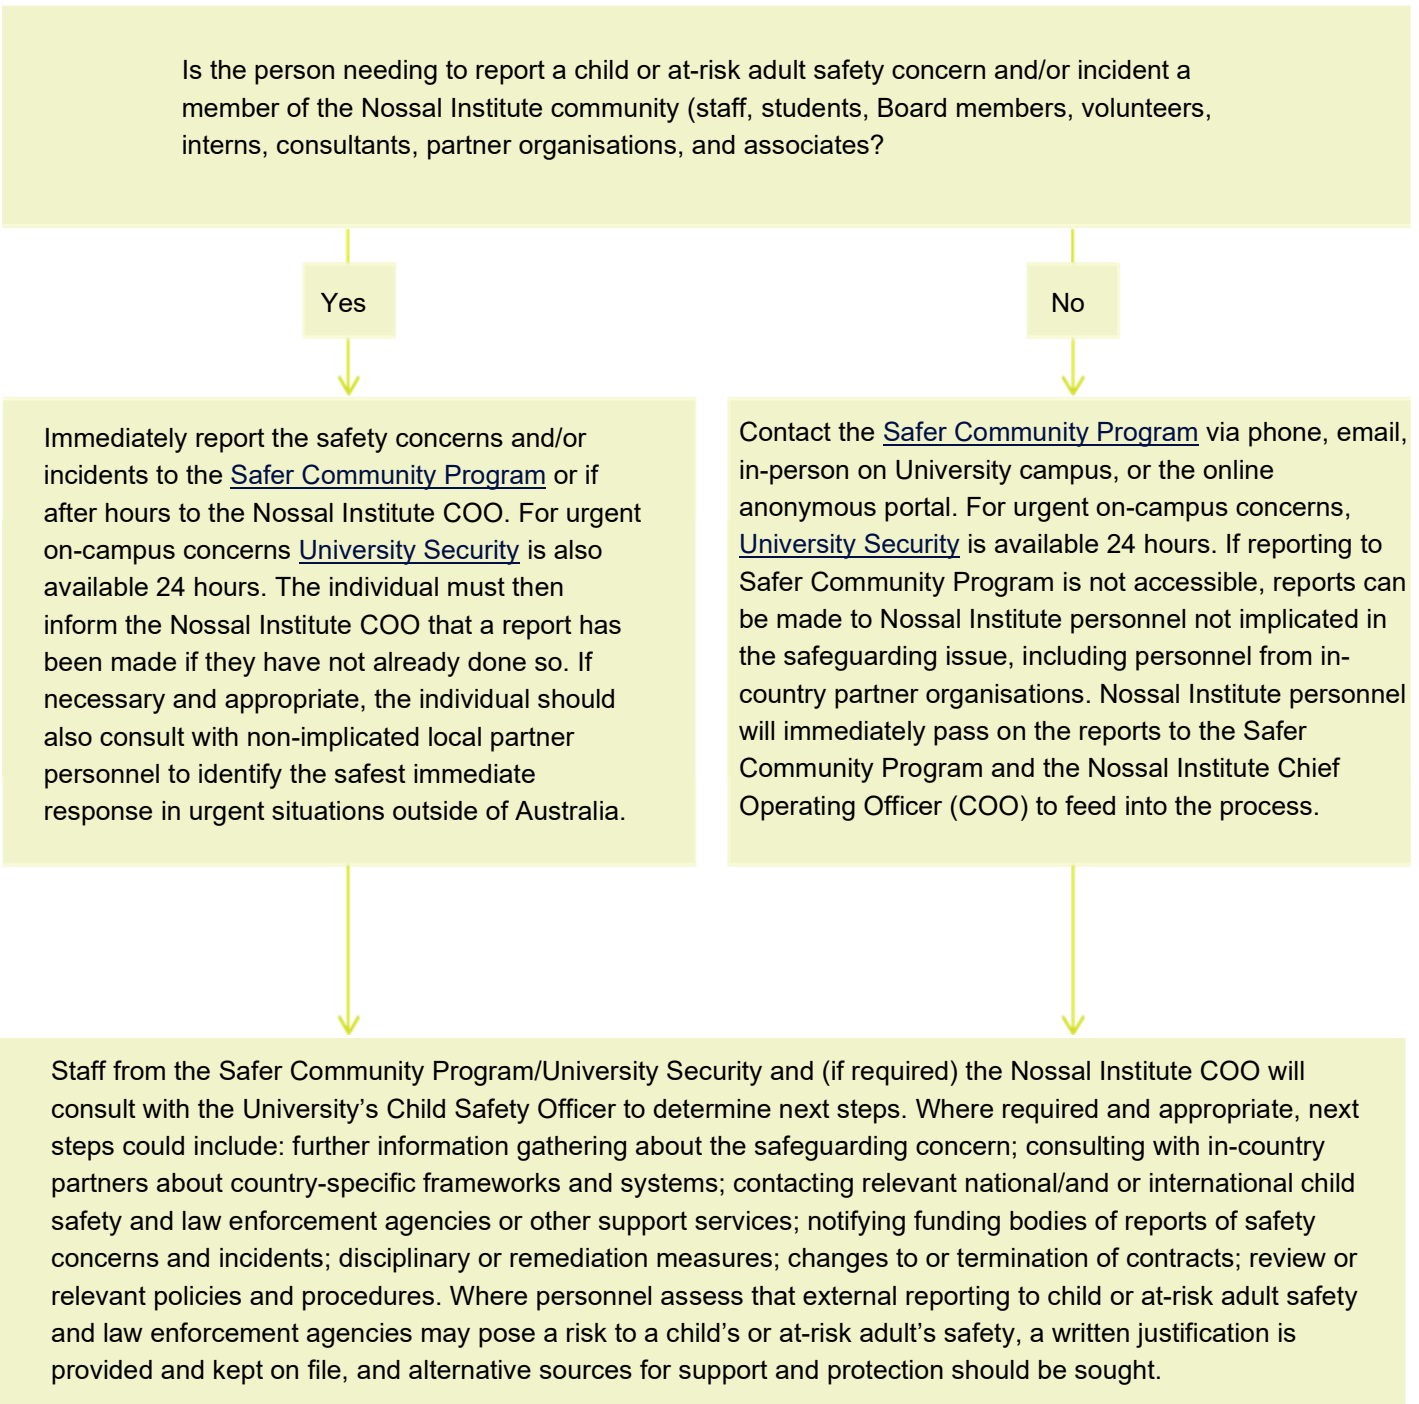 Is the person needing to report a child or at-risk adult safety concern and/or incident a
member of the Nossal Institute community (staff, students, Board members, volunteers,
interns, consultants, partner organisations, and associates?
Yes
No
Immediately report the safety concerns and/or
incidents to the Safer Community Program or if
after hours to the Nossal Institute COO. For urgent
on-campus concerns University Security is also
available 24 hours. The individual must then
inform the Nossal Institute COO that a report has
been made if they have not already done so. If
necessary and appropriate, the individual should
also consult with non-implicated local partner
personnel to identify the safest immediate
response in urgent situations outside of Australia.
Contact the Safer Community Program via phone, email,
in-person on University campus, or the online
anonymous portal. For urgent on-campus concerns,
University Security is available 24 hours. If reporting to
Safer Community Program is not accessible, reports can
be made to Nossal Institute personnel not implicated in
the safeguarding issue, including personnel from in-
country partner organisations. Nossal Institute personnel
will immediately pass on the reports to the Safer
Community Program and the Nossal Institute Chief
Operating Officer (COO) to feed into the process.
Staff from the Safer Community Program/University Security and (if required) the Nossal Institute COO will
consult with the University’s Child Safety Officer to determine next steps. Where required and appropriate, next
steps could include: further information gathering about the safeguarding concern; consulting with in-country
partners about country-specific frameworks and systems; contacting relevant national/and or international child
safety and law enforcement agencies or other support services; notifying funding bodies of reports of safety
concerns and incidents; disciplinary or remediation measures; changes to or termination of contracts; review or
relevant policies and procedures. Where personnel assess that external reporting to child or at-risk adult safety
and law enforcement agencies may pose a risk to a child’s or at-risk adult’s safety, a written justification is
provided and kept on file, and alternative sources for support and protection should be sought.